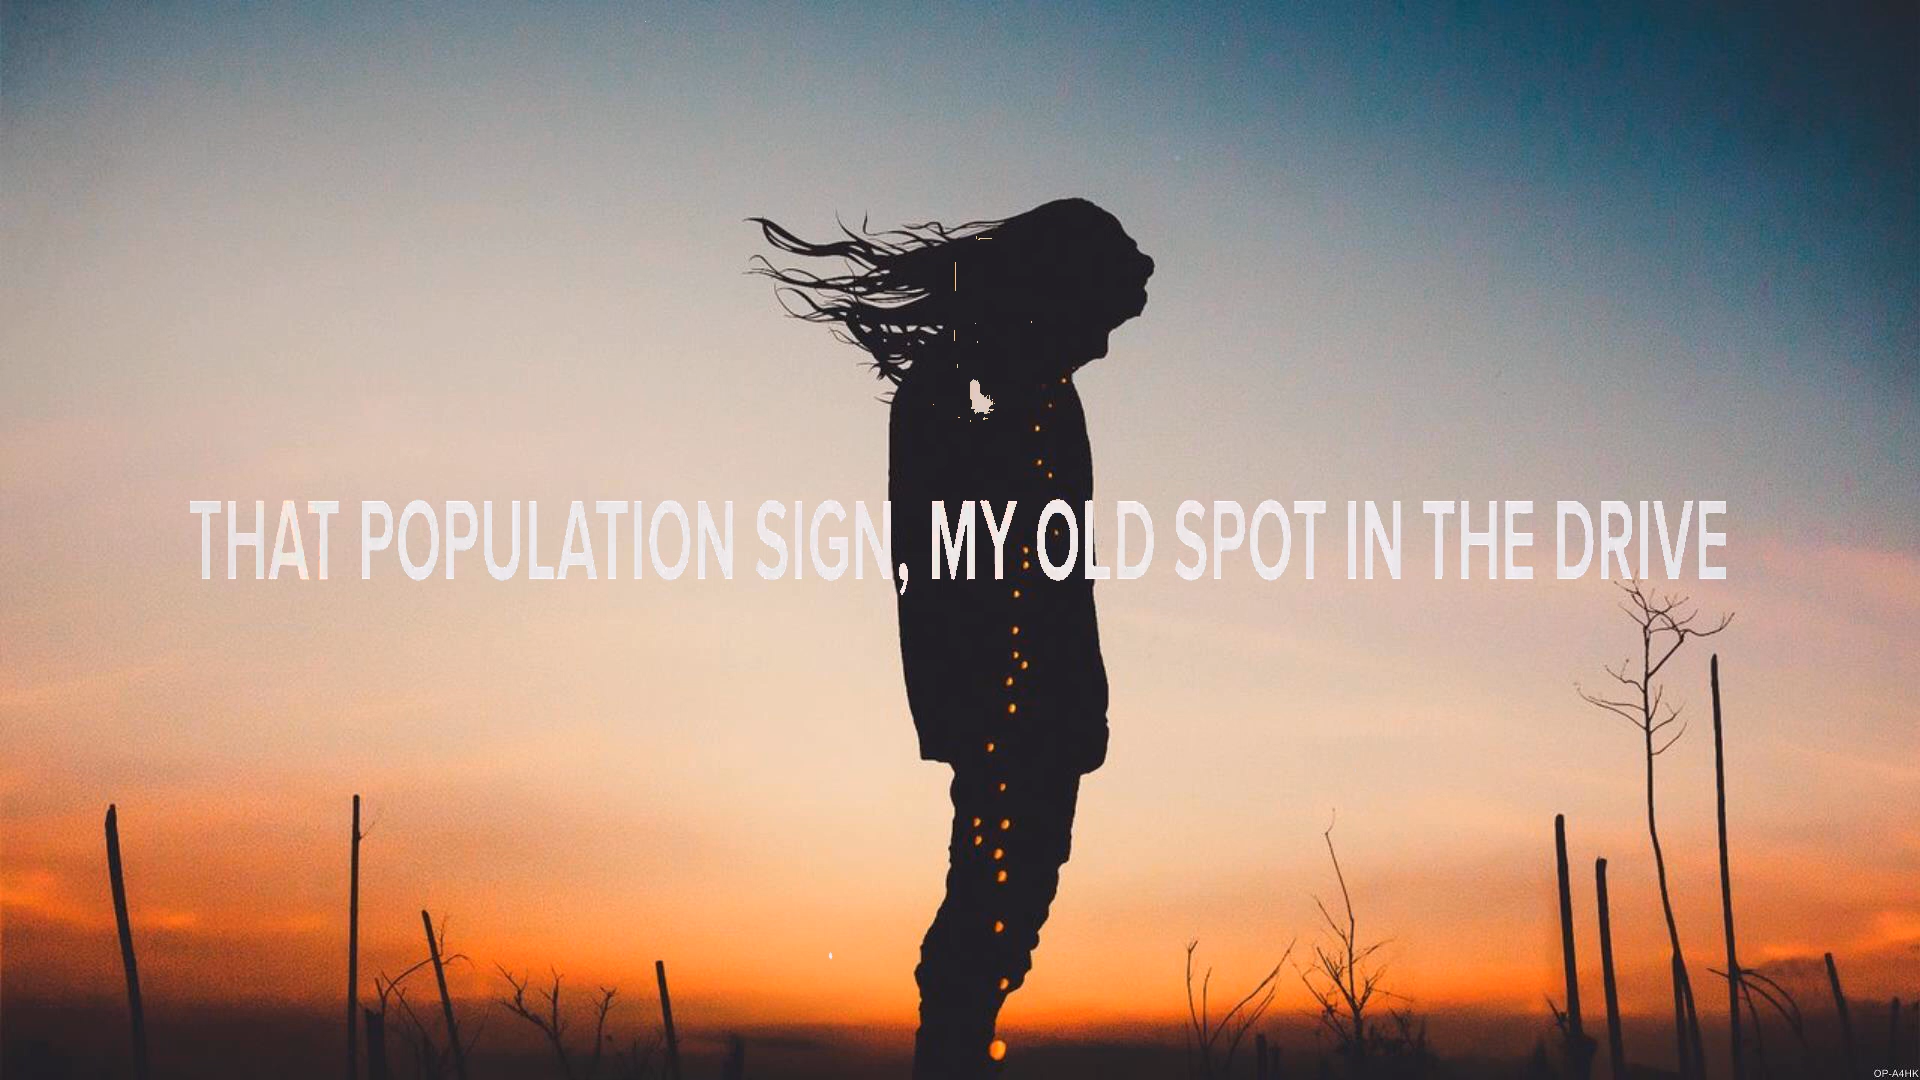 THAT POPULATION SIGN, MY OLD SPOT IN THE DRIVE
OP-A4HK